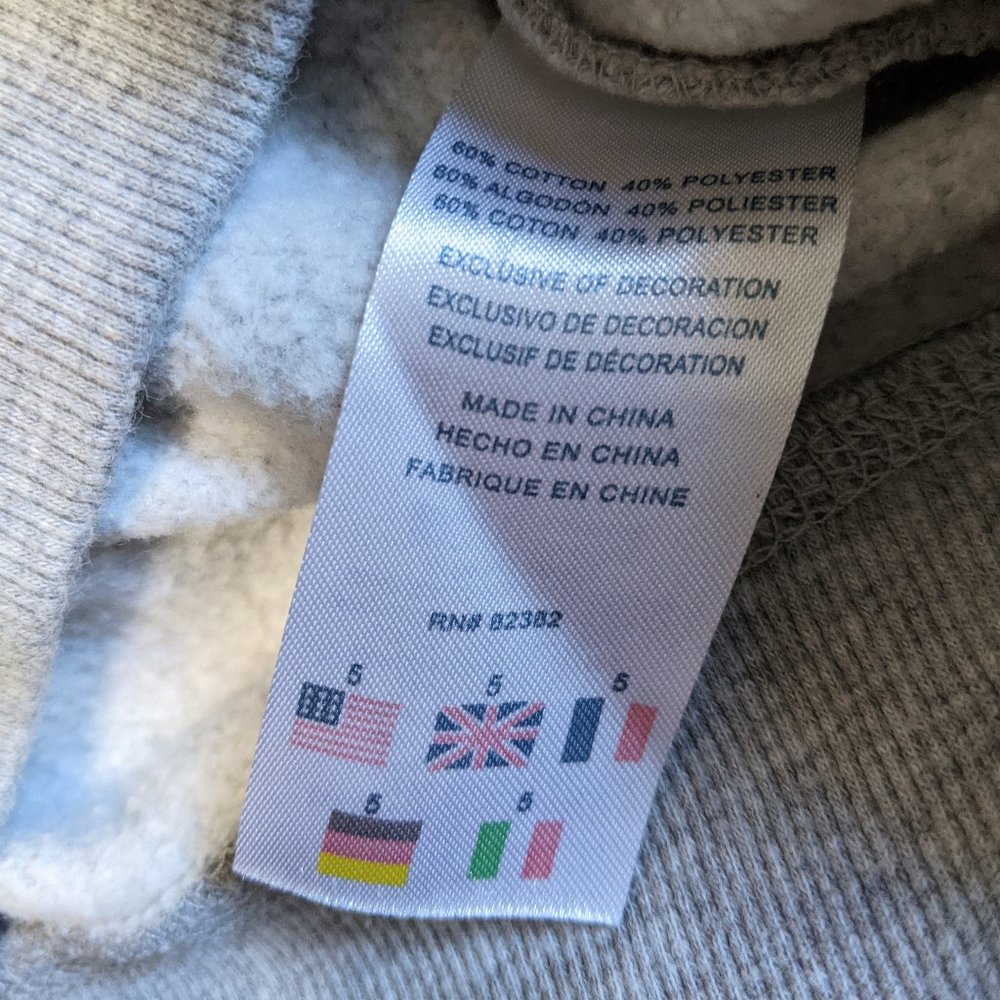 60% COTTON 40% POLYESTER
60% ALGODON 40% POLIESTER
60% COTON 40% POLYESTER
EXCLUSIVE OF DECORATION
EXCLUSIVO DE DECORACION
EXCLUSIF DE DÉCORATION
MADE IN CHINA
HECHO EN CHINA
FABRIQUE EN CHINE
RN# 82382
5 5 5
5 5